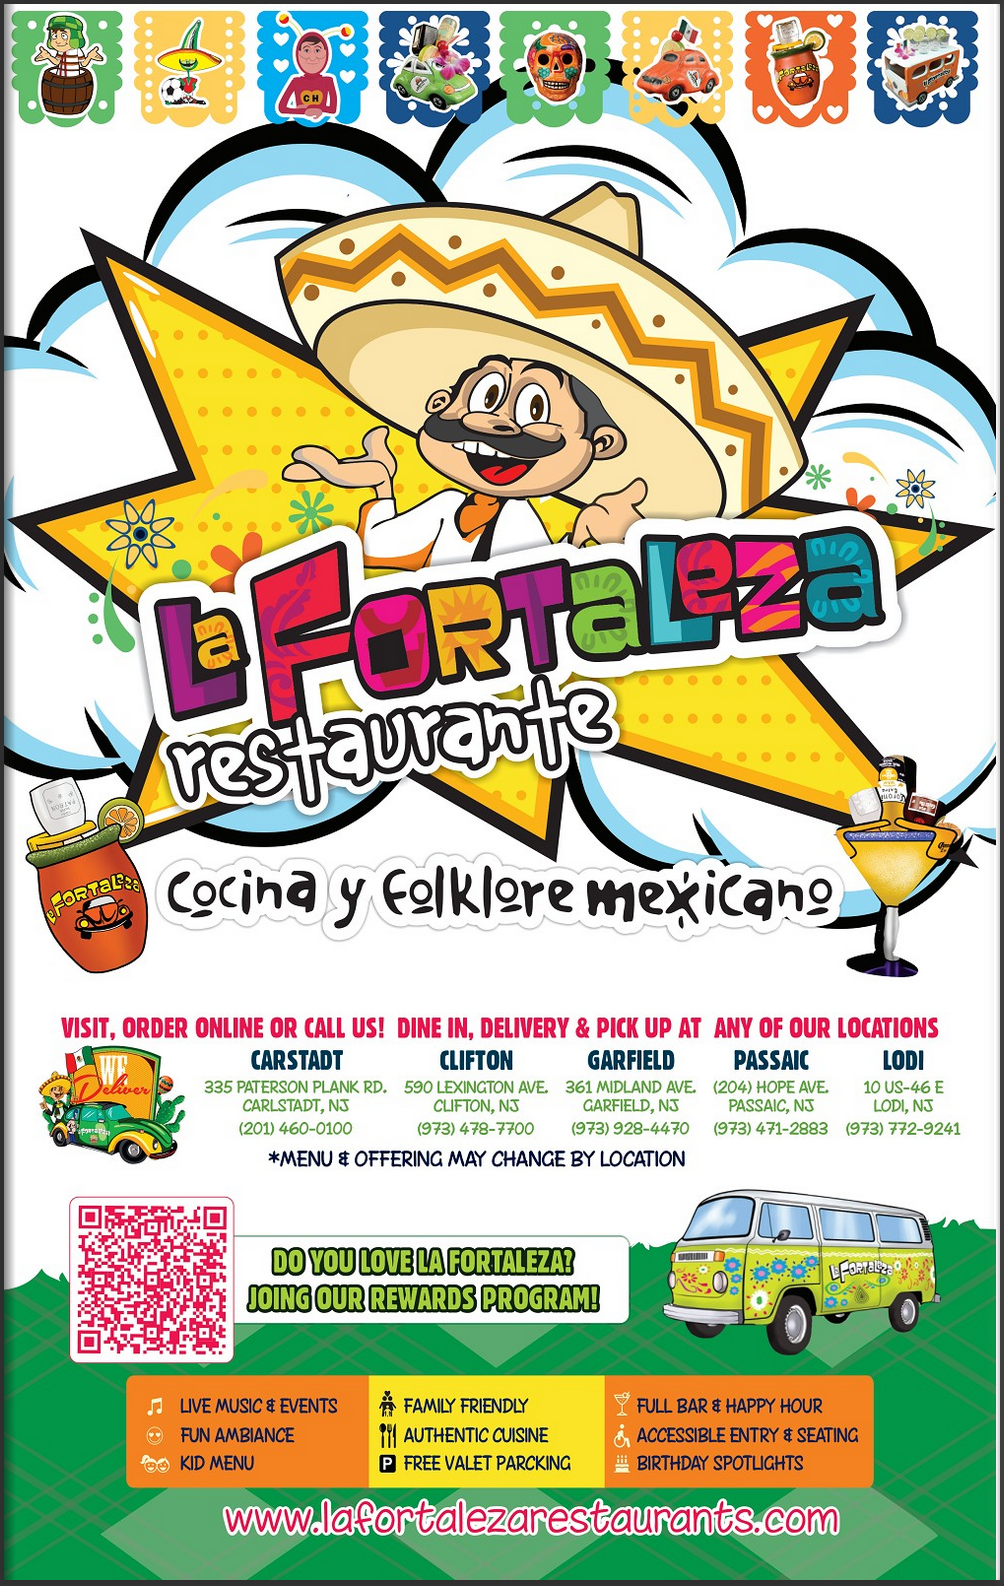 CH
La Fortaleza
restaurante
PATRON
La Fortaleza
Corona
cocina y folklore mexicano
VISIT, ORDER ONLINE OR CALL US! DINE IN, DELIVERY & PICK UP AT ANY OF OUR LOCATIONS
WE
Deliver
CARSTADT
335 PATERSON PLANK RD.
CARLSTADT, NJ
(201) 460-0100
CLIFTON
590 LEXINGTON AVE.
CLIFTON, NJ
(973) 478-7700
GARFIELD
361 MIDLAND AVE.
GARFIELD, NJ
(973) 928-4470
PASSAIC
(204) HOPE AVE.
PASSAIC, NJ
(973) 471-2883
LODI
10 US-46 E
LODI, NJ
(973) 772-9241
*MENU & OFFERING MAY CHANGE BY LOCATION
DO YOU LOVE LA FORTALEZA?
JOING OUR REWARDS PROGRAM!
La Fortaleza
LIVE MUSIC & EVENTS
FUN AMBIANCE
KID MENU
FAMILY FRIENDLY
AUTHENTIC CUISINE
P FREE VALET PARCKING
FULL BAR & HAPPY HOUR
ACCESSIBLE ENTRY & SEATING
BIRTHDAY SPOTLIGHTS
www.lafortalezarestaurants.com